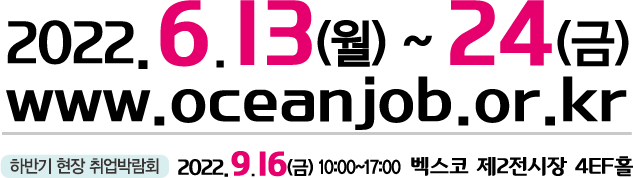 2022.6.13(월) ~ 24(금)
www.oceanjob.or.kr
하반기 현장 취업박람회 2022.9.16(금) 10:00~17:00 벡스코 제2전시장 4EF홀